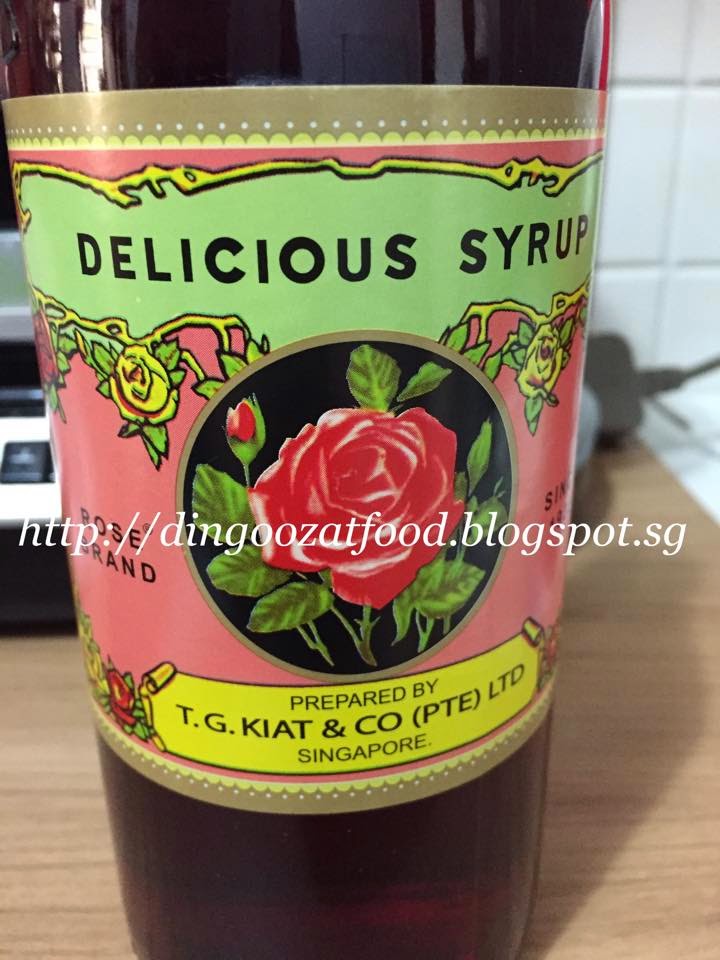 DELICIOUS SYRUP
ROSE®
BRAND
http://dingoozatfood.blogspot.sg
PREPARED BY
T.G.KIAT & CO (PTE) LTD
SINGAPORE.